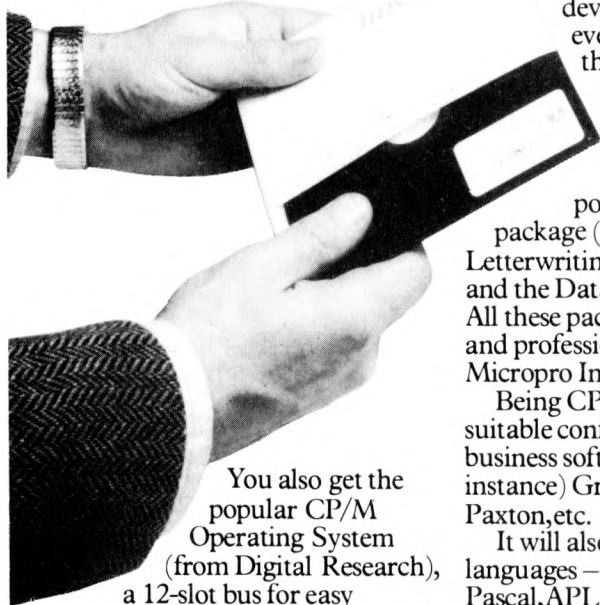 You also get the
popular CP/M
Operating System
(from Digital Research),
a 12-slot bus for easy
dev
eve
th
po
package (
Letterwritin
and the Data
All these pac
and professi
Micropro In
Being CP
suitable con
business soft
instance) Gr
Paxton,etc.
It will also
languages –
Pascal,APL